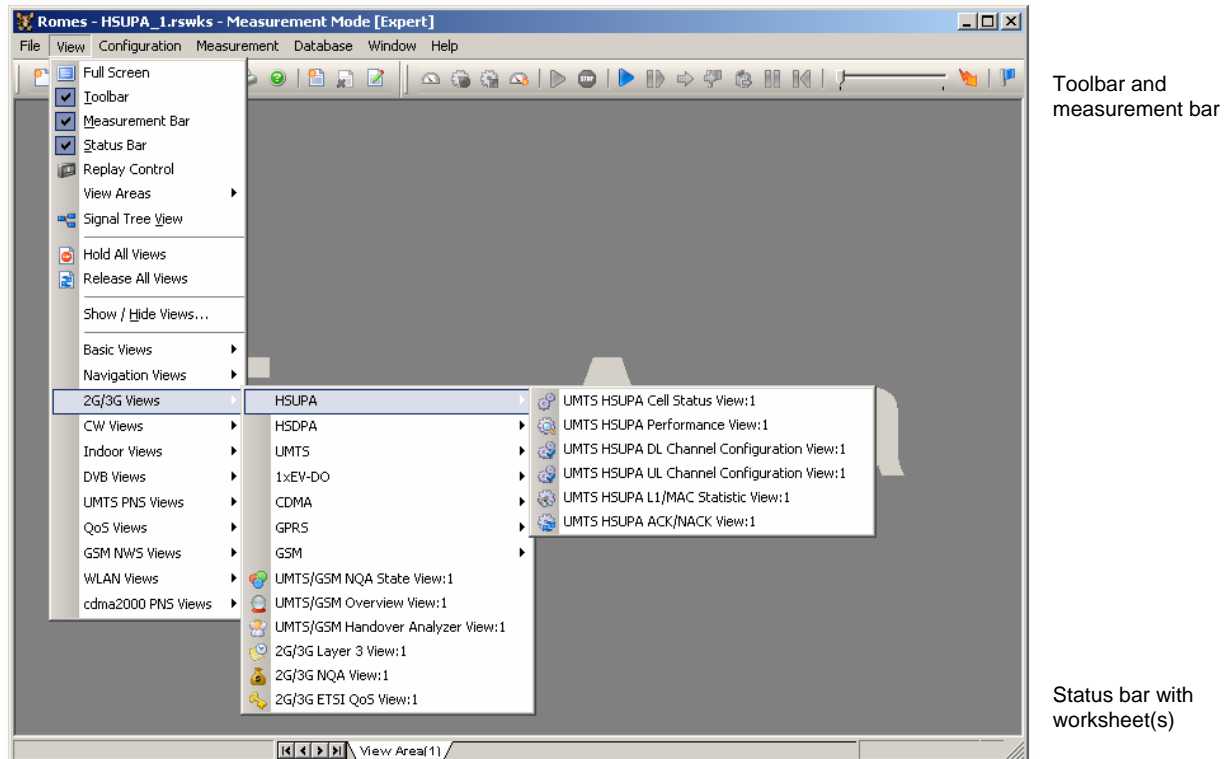 Romes - HSUPA_1.rswks - Measurement Mode [Expert]
File View Configuration Measurement Database Window Help
Full Screen
Toolbar
Measurement Bar
Status Bar
Replay Control
View Areas
Signal Tree View
Hold All Views
Release All Views
Show / Hide Views...
Basic Views
Navigation Views
2G/3G Views
CW Views
Indoor Views
DVB Views
UMTS PNS Views
QoS Views
GSM NWS Views
WLAN Views
cdma2000 PNS Views
HSUPA
HSDPA
UMTS
1xEV-DO
CDMA
GPRS
GSM
UMTS/GSM NQA State View:1
UMTS/GSM Overview View:1
UMTS/GSM Handover Analyzer View:1
2G/3G Layer 3 View:1
2G/3G NQA View:1
2G/3G ETSI QoS View:1
UMTS HSUPA Cell Status View:1
UMTS HSUPA Performance View:1
UMTS HSUPA DL Channel Configuration View:1
UMTS HSUPA UL Channel Configuration View:1
UMTS HSUPA L1/MAC Statistic View:1
UMTS HSUPA ACK/NACK View:1
STOP
View Area(1)
Toolbar and
measurement bar
Status bar with
worksheet(s)